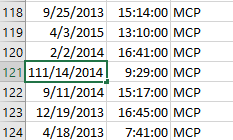 118 9/25/2013 15:14:00 MCP
119 4/3/2015 13:10:00 MCP
120 2/2/2014 16:41:00 MCP
121 111/14/2014 9:29:00 MCP
122 9/11/2014 15:17:00 MCP
123 12/19/2013 16:45:00 MCP
124 4/18/2013 7:41:00 MCP